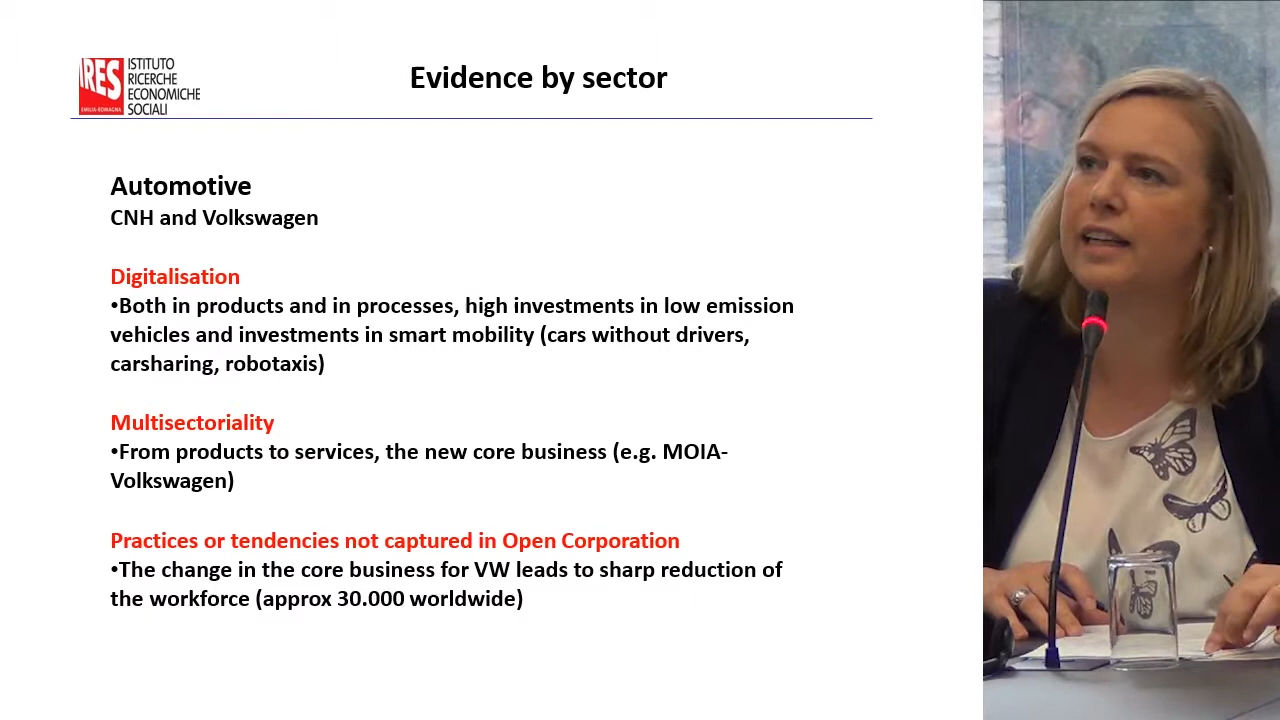 IRES
EMILIA-ROMAGNA
ISTITUTO
RICERCHE
ECONOMICHE
SOCIALI
Evidence by sector
Automotive
CNH and Volkswagen
Digitalisation
•Both in products and in processes, high investments in low emission
vehicles and investments in smart mobility (cars without drivers,
carsharing, robotaxis)
Multisectoriality
•From products to services, the new core business (e.g. MOIA-
Volkswagen)
Practices or tendencies not captured in Open Corporation
•The change in the core business for VW leads to sharp reduction of
the workforce (approx 30.000 worldwide)